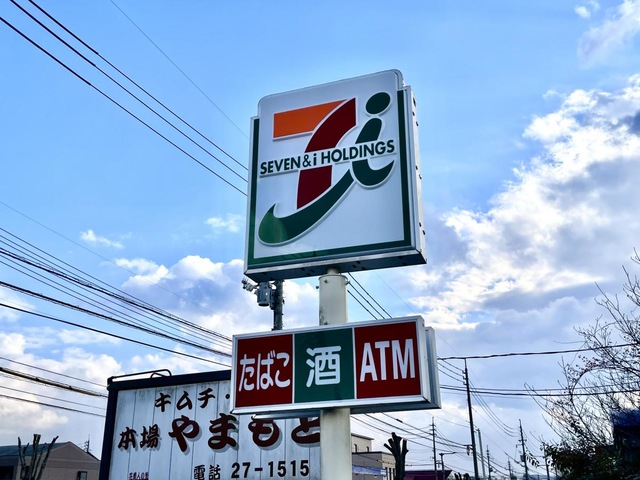 SEVEN&i HOLDINGS
たばこ 酒 ATM
キムチ・
本場 やまもと
電話 27-1515